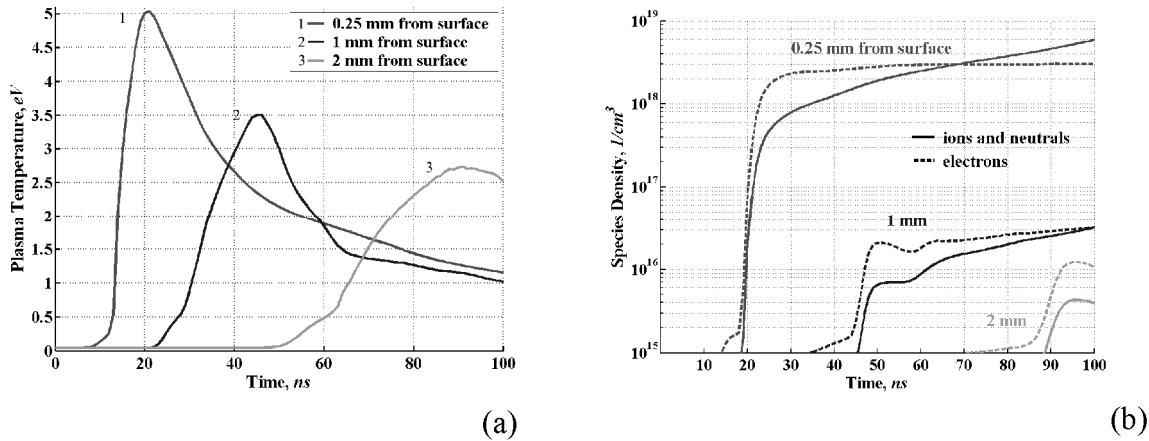 5
4.5
4
3.5
3
2.5
2
1.5
1
0.5
0
Plasma Temperature, eV
0 20 40 60 80 100
Time, ns
1 0.25 mm from surface
2 1 mm from surface
3 2 mm from surface
1
2
3
(a)
10^19
10^18
10^17
10^16
10^15
Species Density, 1/cm^3
10 20 30 40 50 60 70 80 90 100
Time, ns
0.25 mm from surface
ions and neutrals
electrons
1 mm
2 mm
(b)